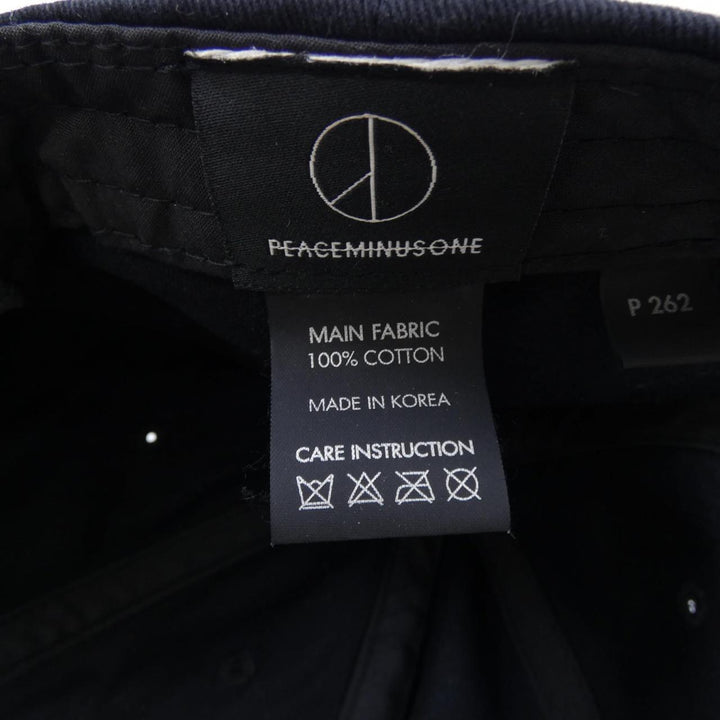 PEACEMINUSONE
P 262
MAIN FABRIC
100% COTTON
MADE IN KOREA
CARE INSTRUCTION